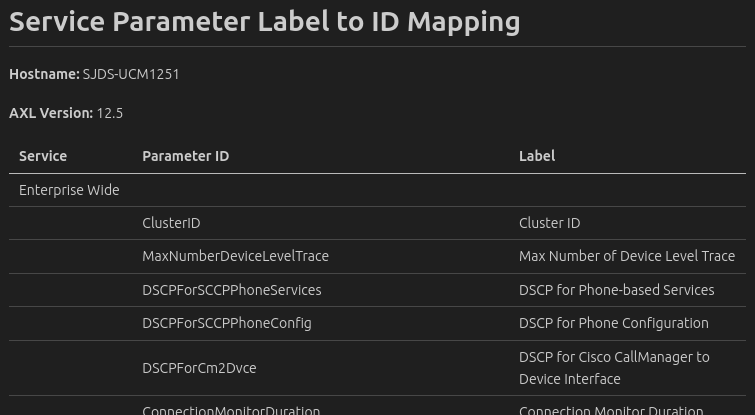 Service Parameter Label to ID Mapping
Hostname: SJDS-UCM1251
AXL Version: 12.5
Service Parameter ID Label
Enterprise Wide
ClusterID Cluster ID
MaxNumberDeviceLevelTrace Max Number of Device Level Trace
DSCPForSCCPPhoneServices DSCP for Phone-based Services
DSCPForSCCPPhoneConfig DSCP for Phone Configuration
DSCPForCm2Dvce DSCP for Cisco CallManager to
Device Interface
ConnectionMonitorDuration Connection Monitor Duration